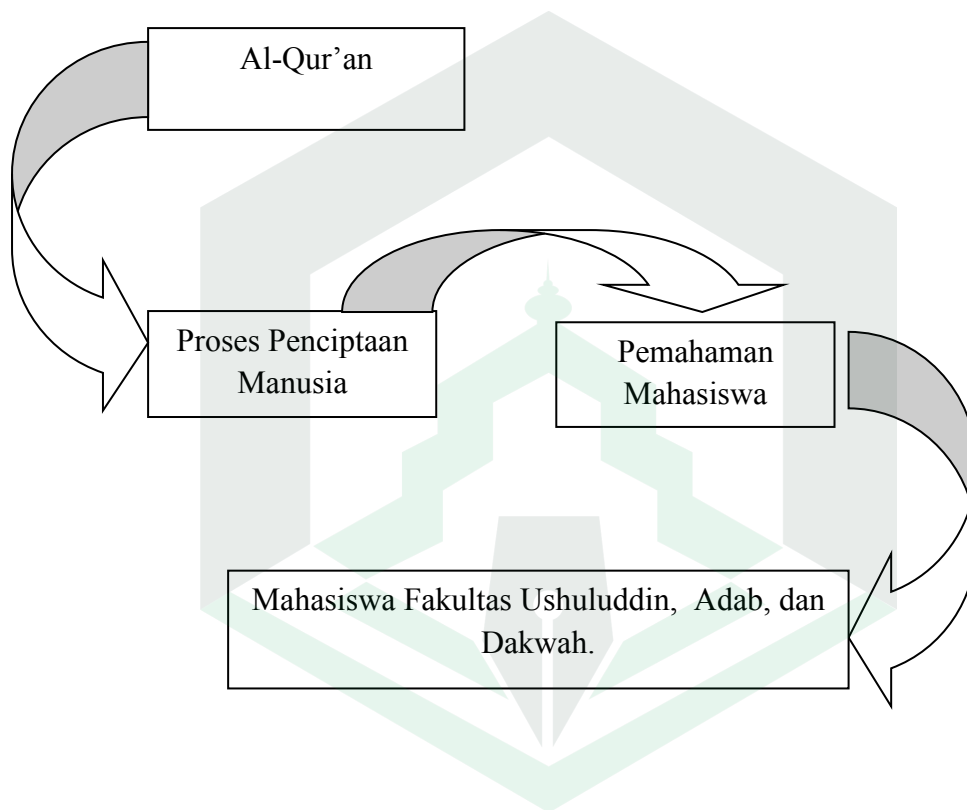 Al-Qur’an
Proses Penciptaan
Manusia
Pemahaman
Mahasiswa
Mahasiswa Fakultas Ushuluddin, Adab, dan
Dakwah.